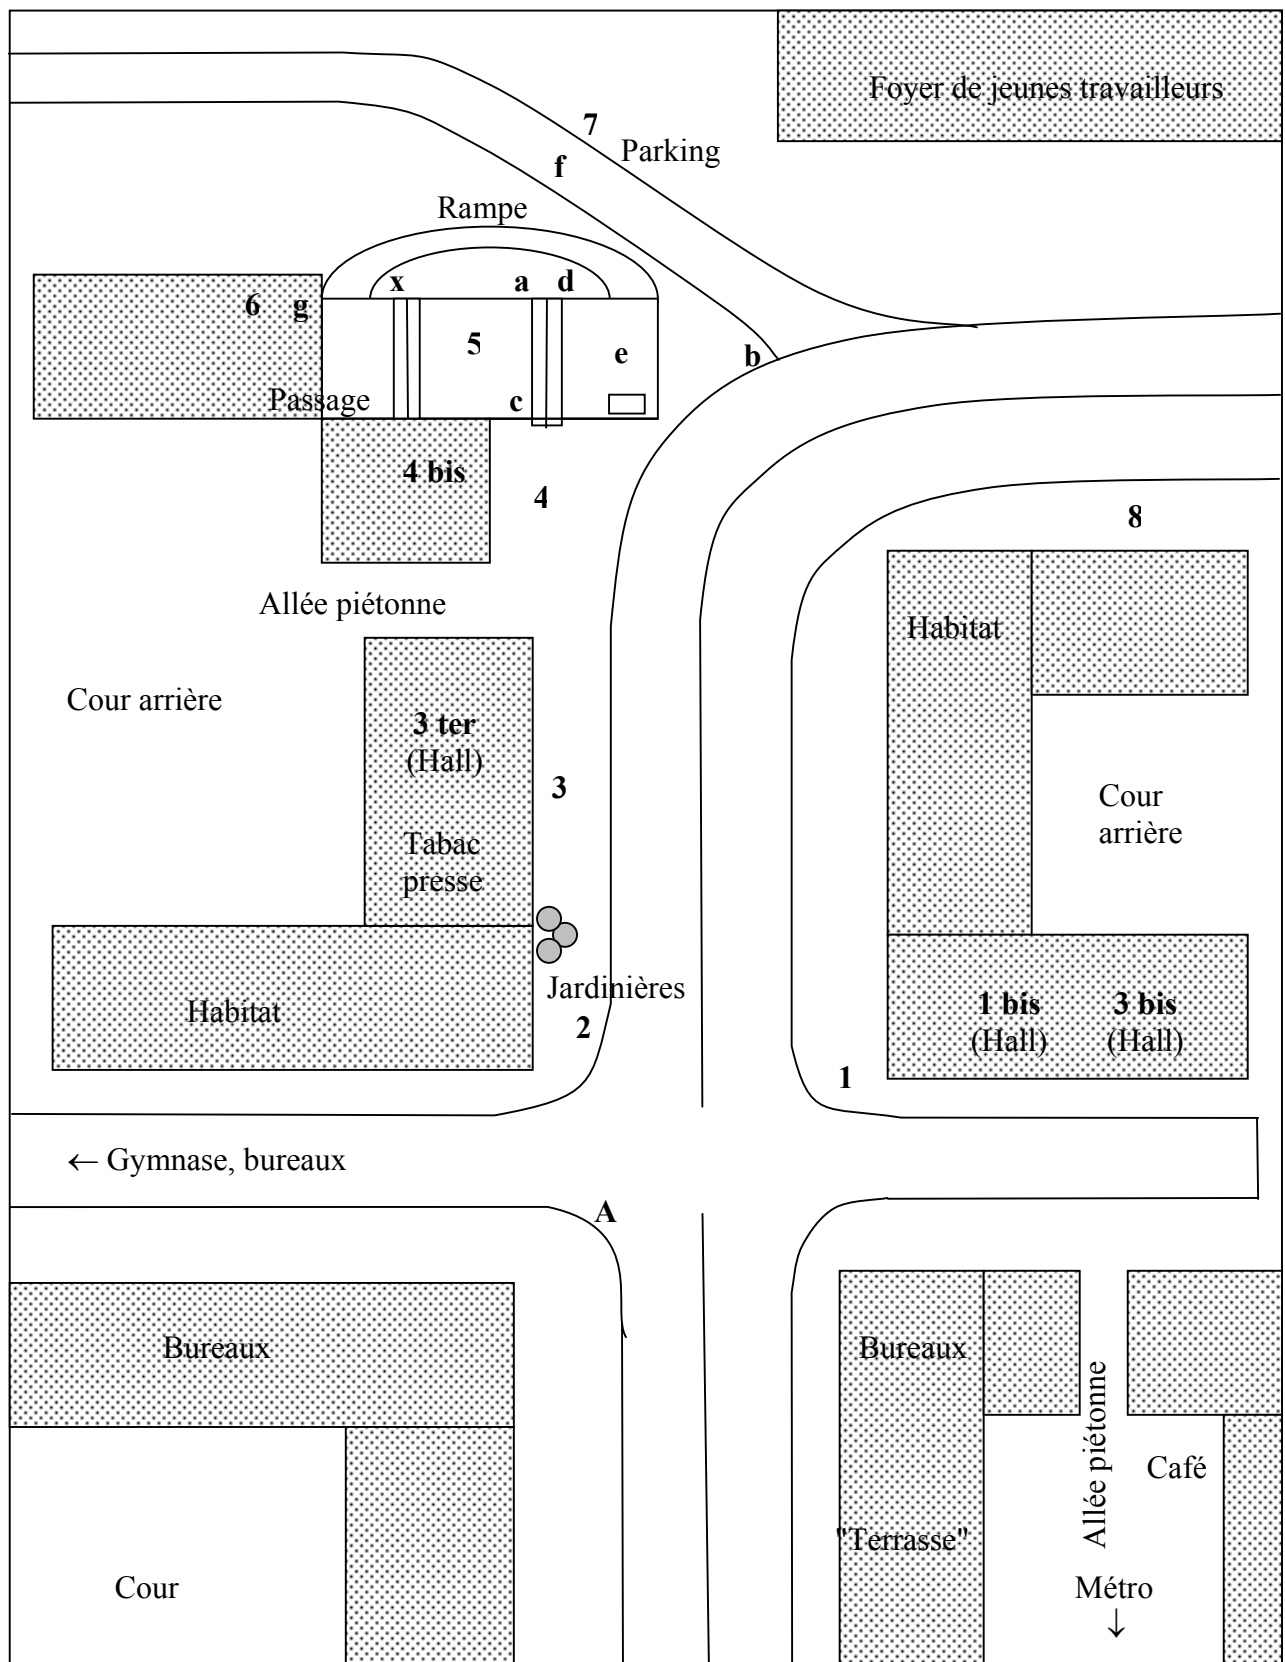 Foyer de jeunes travailleurs
7
Parking
f
Rampe
x
a
d
6
g
5
e
b
Passage
c
4 bis
4
8
Allée piétonne
Habitat
Cour arrière
3 ter
(Hall)
3
Cour
arrière
Tabac
presse
Jardinières
Habitat
2
1 bis
(Hall)
3 bis
(Hall)
1
← Gymnase, bureaux
A
Bureaux
Bureaux
Allée piétonne
Café
"Terrasse"
Cour
Métro
↓